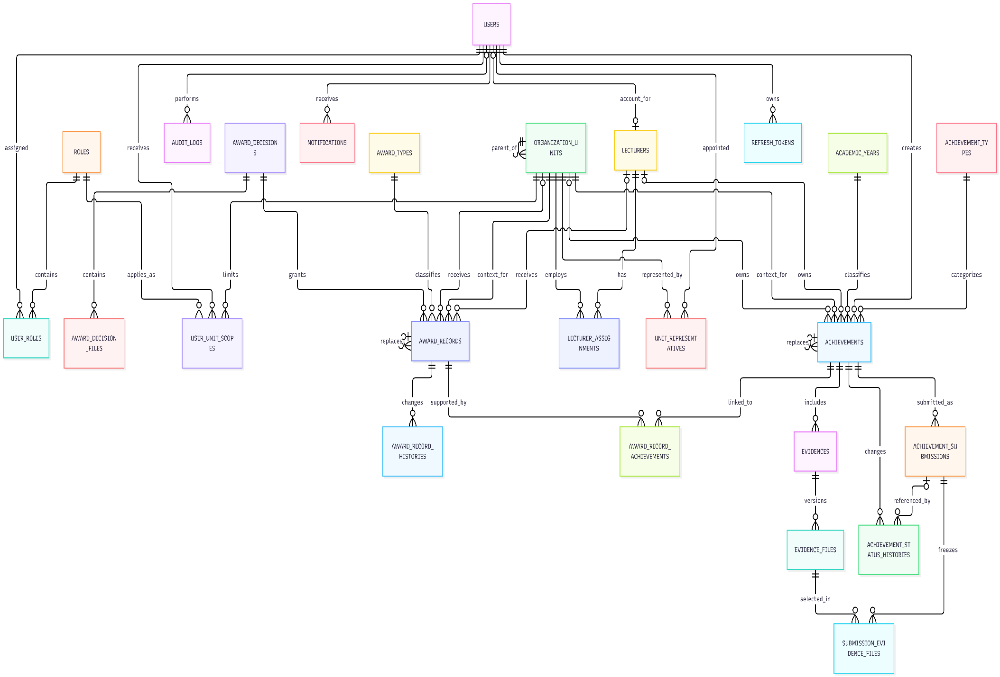 USERS
performs
receives
account_for
owns
AUDIT_LOGS
AWARD_DECISION
S
NOTIFICATIONS
ORGANIZATION_U
NITS
parent_of
LECTURERS
REFRESH_TOKENS
ACHIEVEMENT_TY
PES
ROLES
AWARD_TYPES
ACADEMIC_YEARS
assigned
receives
appointed
creates
contains
contains
applies_as
limits
grants
classifies
receives
context_for
receives
employs
has
represented_by
owns
context_for
owns
classifies
categorizes
USER_ROLES
AWARD_DECISION
_FILES
USER_UNIT_SCOP
ES
replaces
AWARD_RECORDS
LECTURER_ASSIG
NMENTS
UNIT_REPRESENT
ATIVES
replaces
ACHIEVEMENTS
changes
supported_by
linked_to
includes
submitted_as
AWARD_RECORD_
HISTORIES
AWARD_RECORD_
ACHIEVEMENTS
EVIDENCES
changes
ACHIEVEMENT_SU
BMISSIONS
versions
referenced_by
EVIDENCE_FILES
ACHIEVEMENT_ST
ATUS_HISTORIES
freezes
selected_in
SUBMISSION_EVI
DENCE_FILES